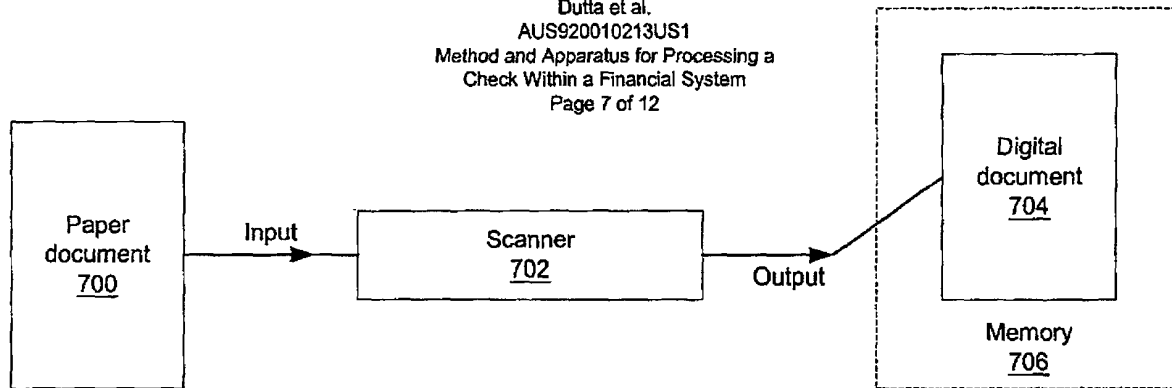 Dutta et al.
AUS920010213US1
Method and Apparatus for Processing a
Check Within a Financial System
Page 7 of 12
Paper
document
700
Input
Scanner
702
Output
Digital
document
704
Memory
706